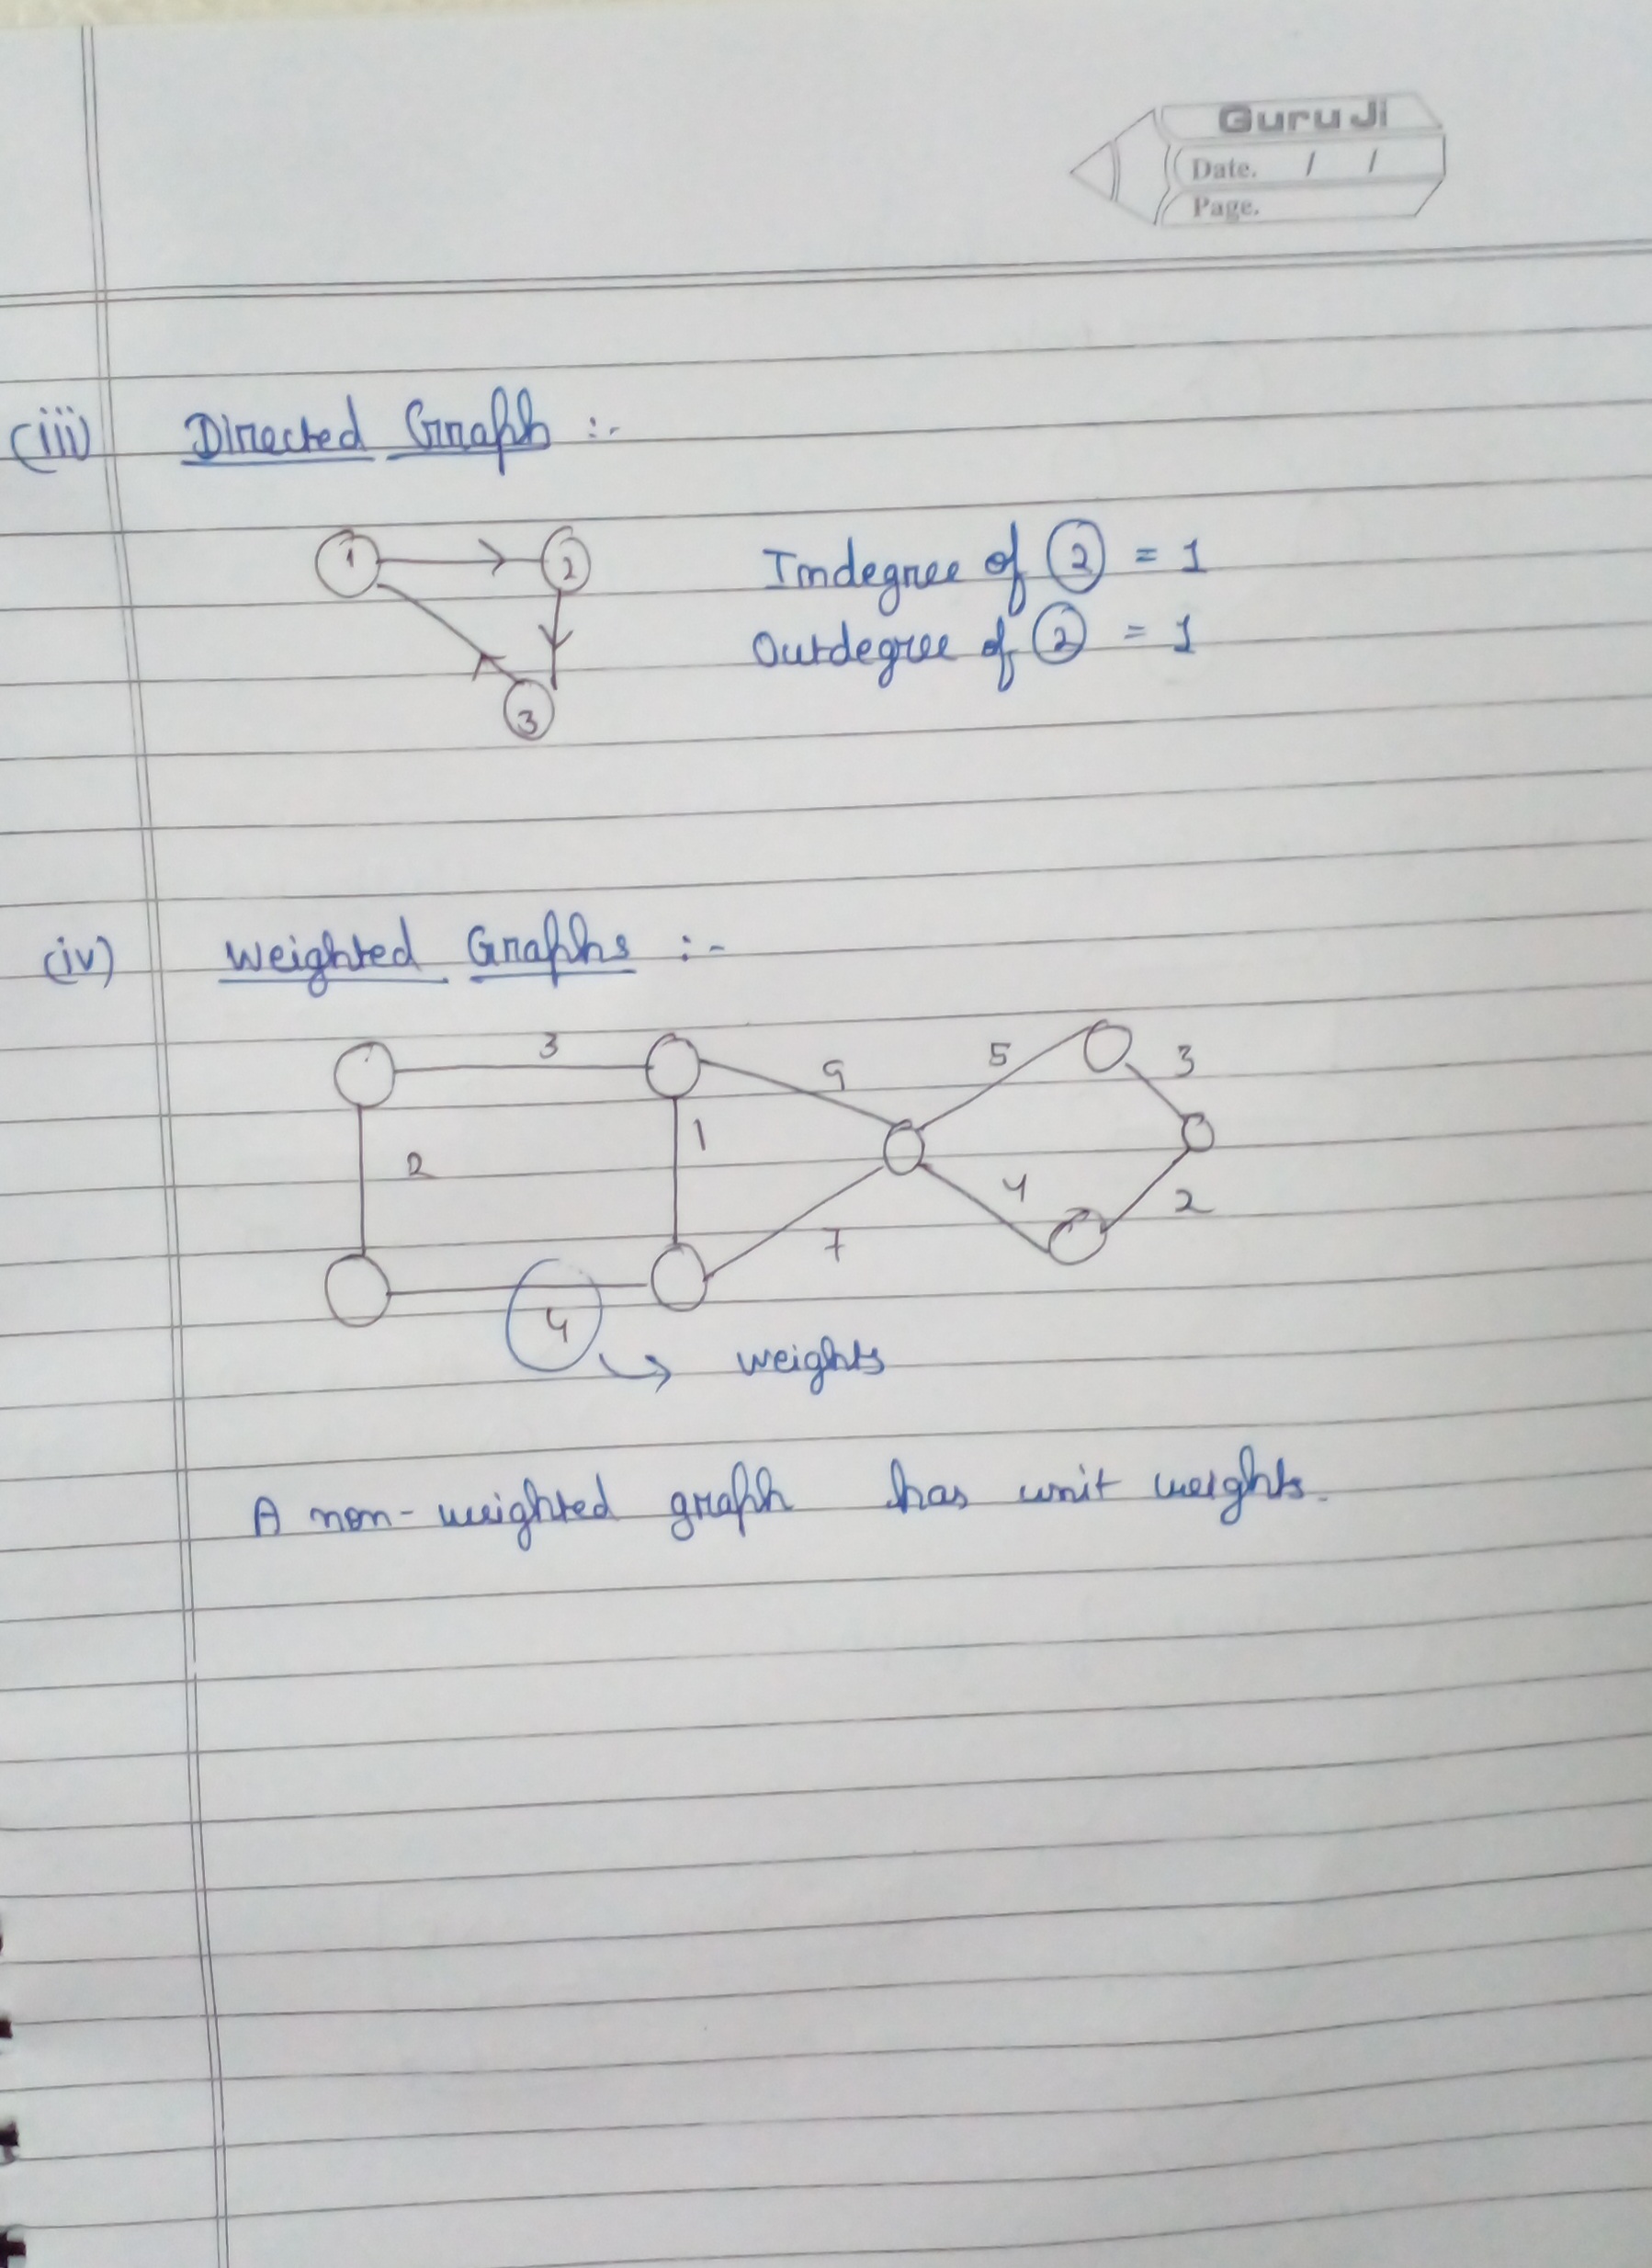 Guru Ji
Date. / /
Page.
(iii) Directed Graph :-
1 2
Indegree of 2 = 1
Outdegree of 2 = 1
3
(iv) Weighted Graphs :-
3 9 5 3
2 1
7 4 2
4
weights
A non-weighted graph has unit weights.